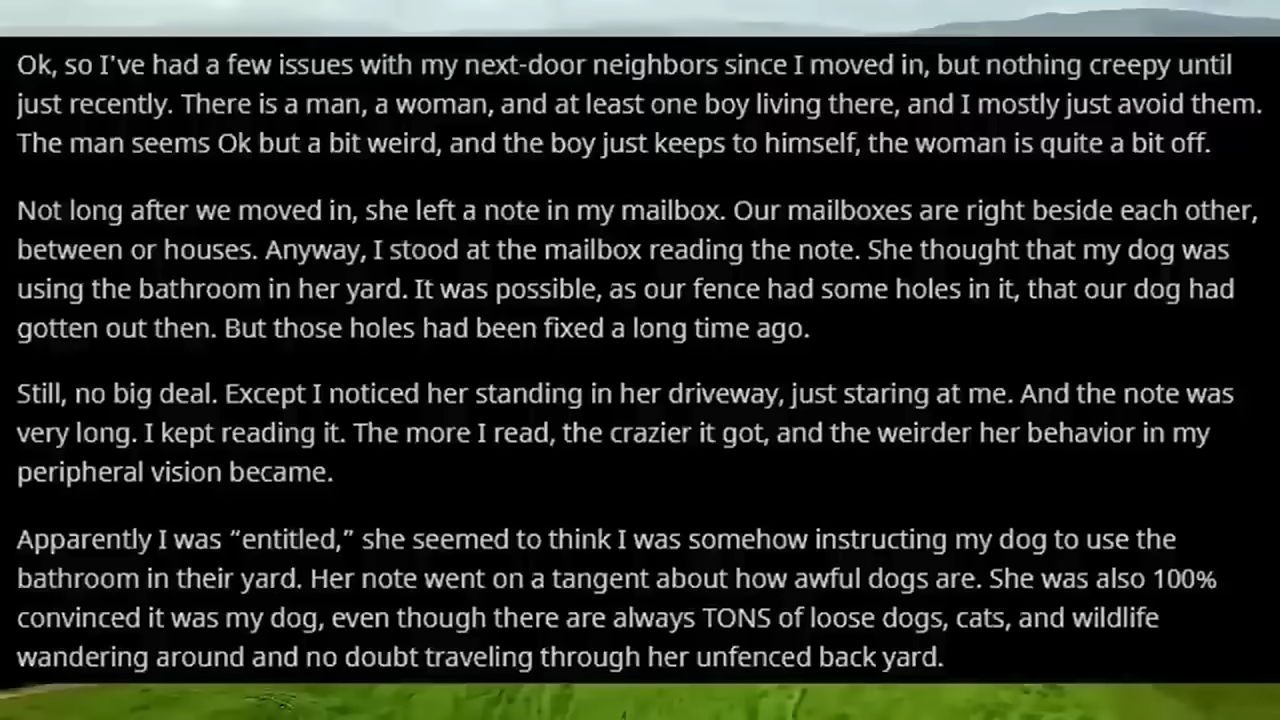 Ok, so I've had a few issues with my next-door neighbors since I moved in, but nothing creepy until
just recently. There is a man, a woman, and at least one boy living there, and I mostly just avoid them.
The man seems Ok but a bit weird, and the boy just keeps to himself, the woman is quite a bit off.
Not long after we moved in, she left a note in my mailbox. Our mailboxes are right beside each other,
between or houses. Anyway, I stood at the mailbox reading the note. She thought that my dog was
using the bathroom in her yard. It was possible, as our fence had some holes in it, that our dog had
gotten out then. But those holes had been fixed a long time ago.
Still, no big deal. Except I noticed her standing in her driveway, just staring at me. And the note was
very long. I kept reading it. The more I read, the crazier it got, and the weirder her behavior in my
peripheral vision became.
Apparently I was “entitled,” she seemed to think I was somehow instructing my dog to use the
bathroom in their yard. Her note went on a tangent about how awful dogs are. She was also 100%
convinced it was my dog, even though there are always TONS of loose dogs, cats, and wildlife
wandering around and no doubt traveling through her unfenced back yard.